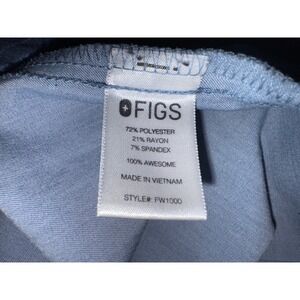 FIGS
72% POLYESTER
21% RAYON
7% SPANDEX
100% AWESOME
MADE IN VIETNAM
STYLE#: FW1000